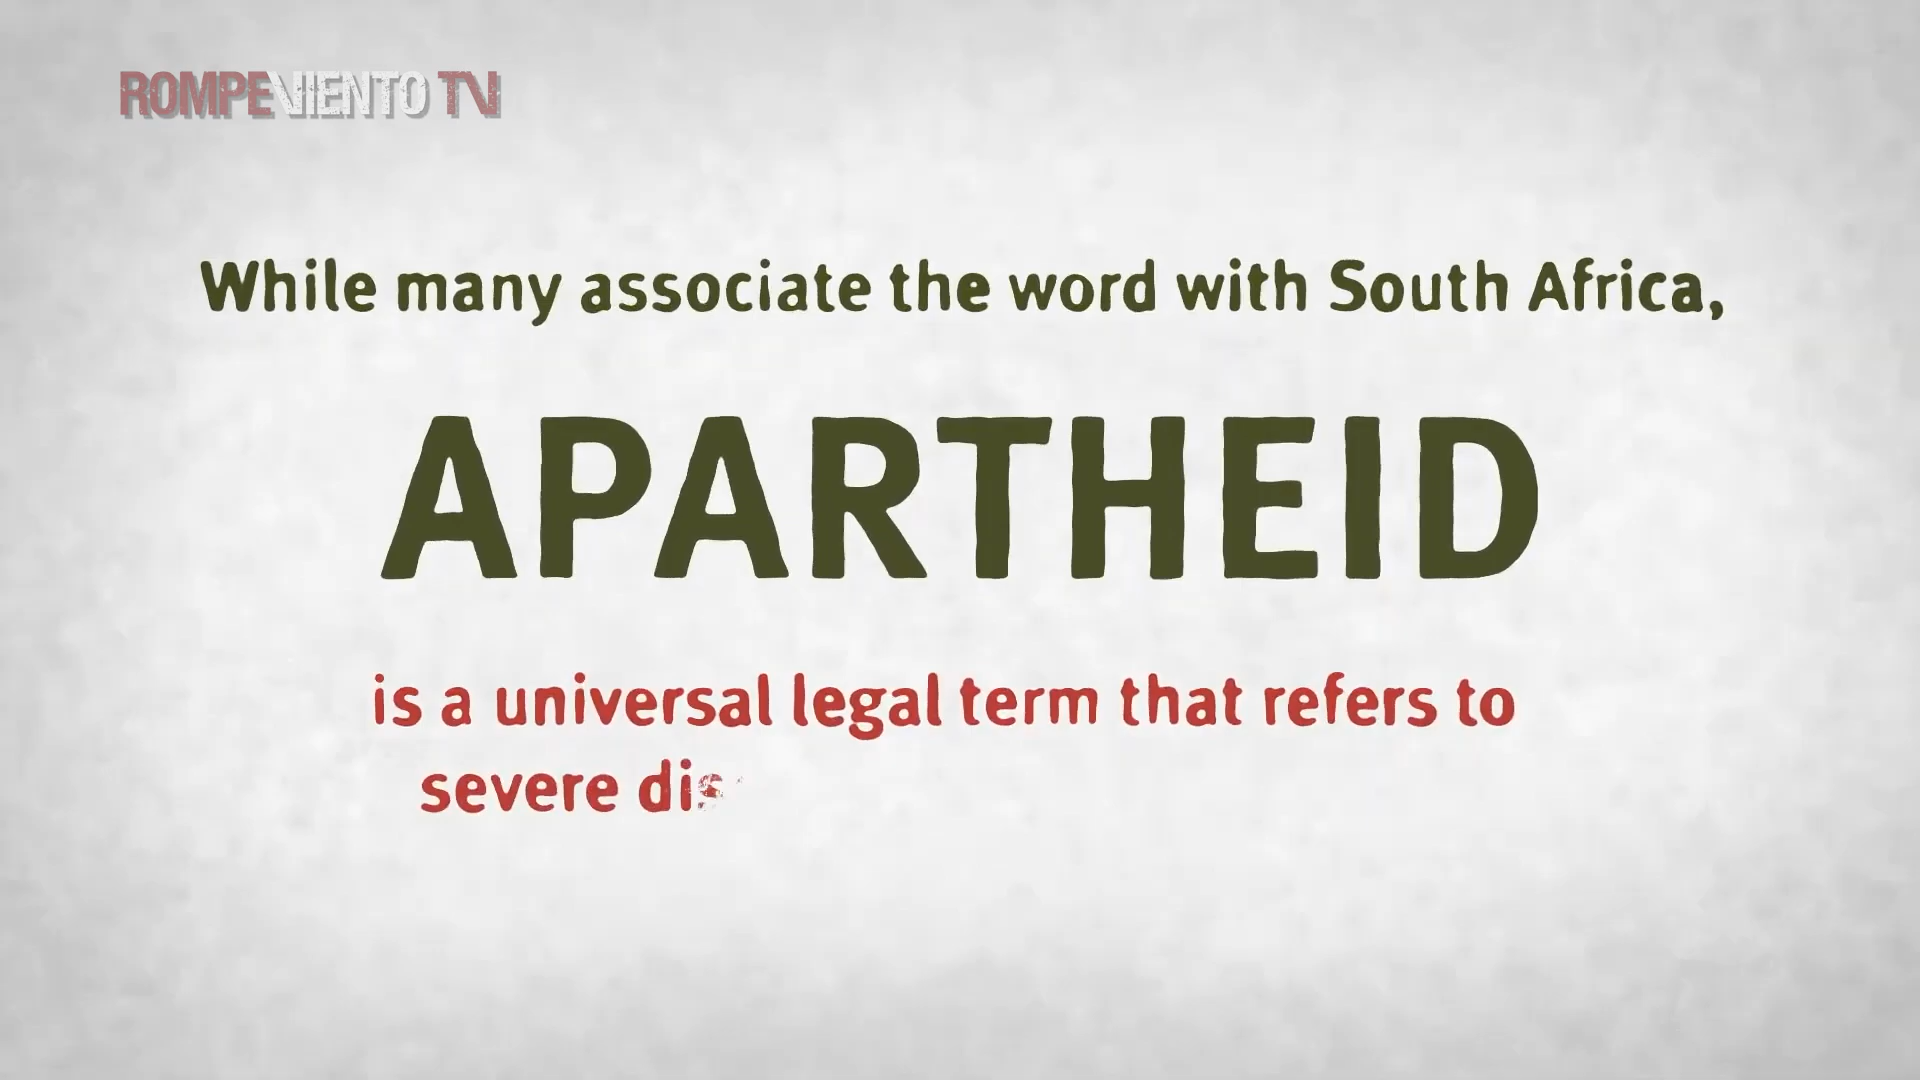 ROMPEVIENTO TV
While many associate the word with South Africa,
APARTHEID
is a universal legal term that refers to
severe